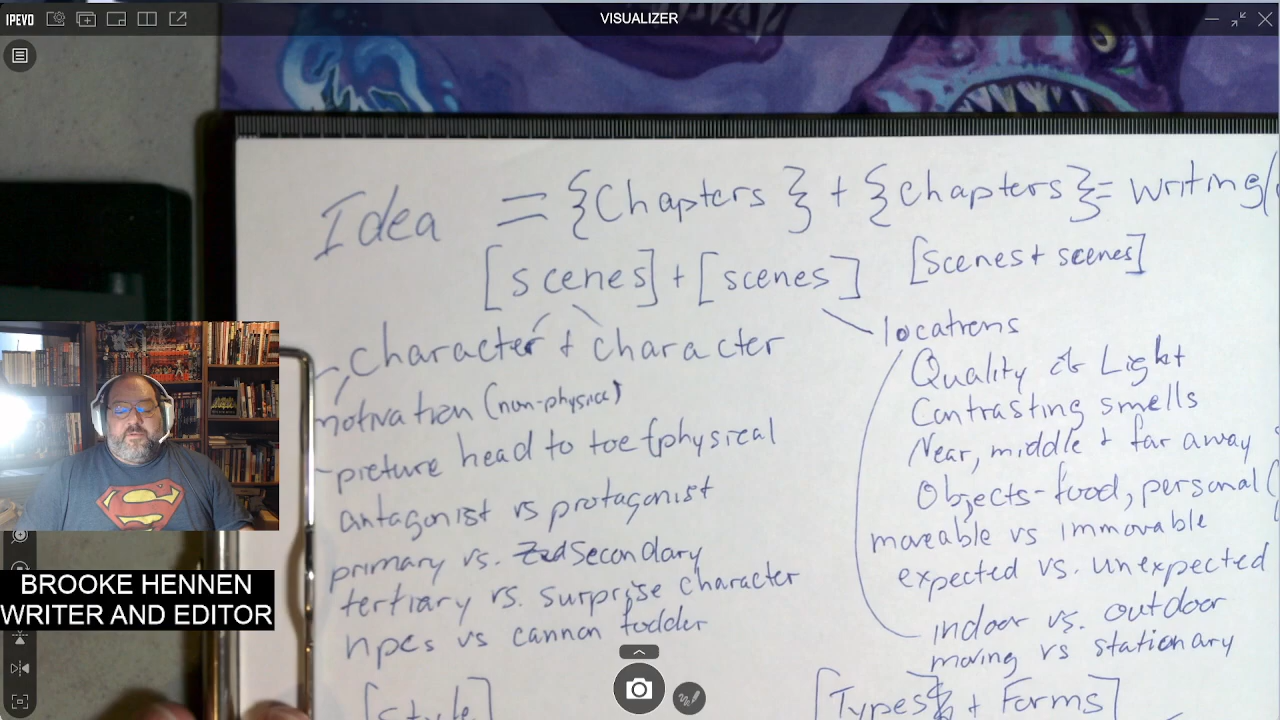 IPEVO
VISUALIZER
Idea = {Chapters} + {Chapters} = writing(
[scenes] + [scenes] [scenes + scenes]
character + character
locations
motivation (non-physical)
Quality of Light
Contrasting smells
- picture head to toe (physical
Near, middle + far away
antagonist vs protagonist
Objects - food, personal (
moveable vs immovable
primary vs. Secondary
expected vs. unexpected
tertiary vs. surprise character
npcs vs cannon fodder
indoor vs. outdoor
moving vs stationary
[Style]
[Types + Forms]
BROOKE HENNEN
WRITER AND EDITOR